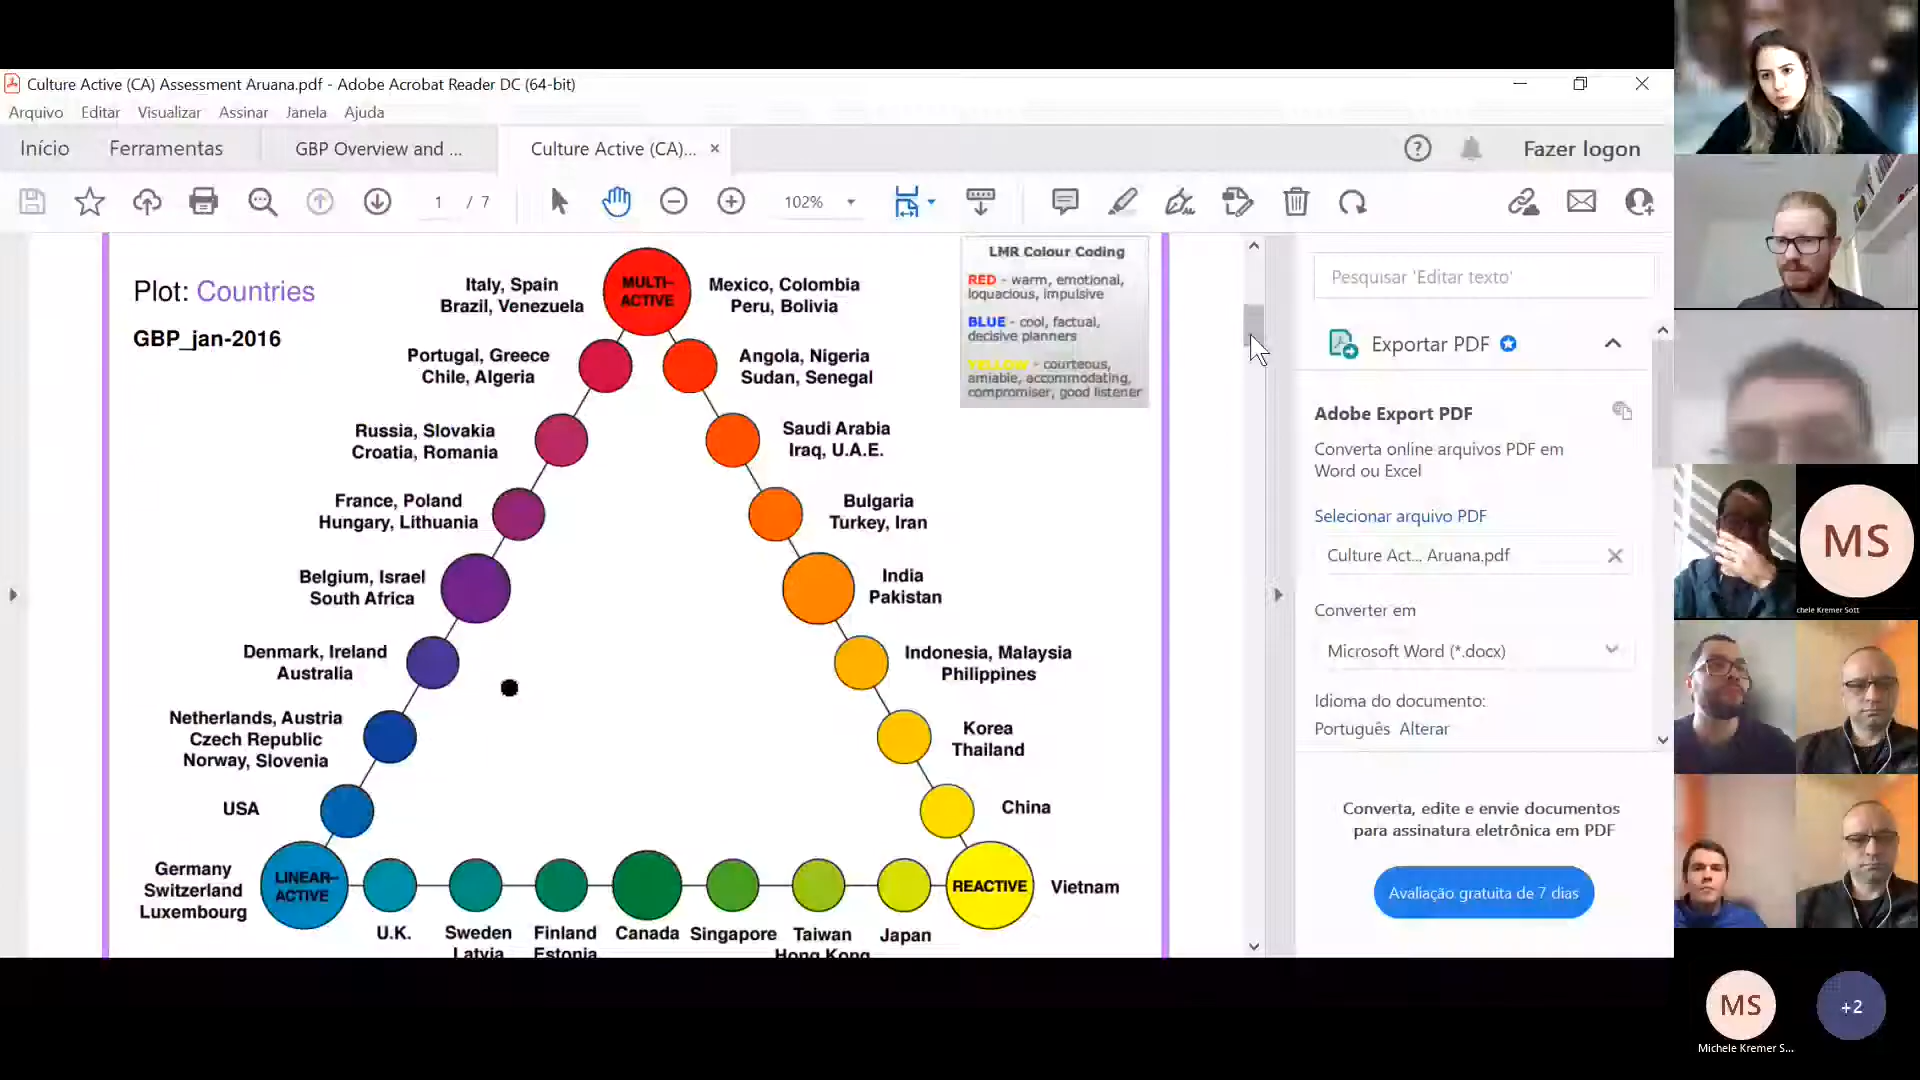 Culture Active (CA) Assessment Aruana.pdf - Adobe Acrobat Reader DC (64-bit)
Arquivo Editar Visualizar Assinar Janela Ajuda
Início Ferramentas GBP Overview and ... Culture Active (CA)... × Fazer logon
1 / 7 102%
Plot: Countries
GBP_jan-2016
Italy, Spain
Brazil, Venezuela
MULTI-
ACTIVE
Mexico, Colombia
Peru, Bolivia
LMR Colour Coding
RED - warm, emotional,
loquacious, impulsive
BLUE - cool, factual,
decisive planners
YELLOW - courteous,
amiable, accommodating,
compromiser, good listener
Portugal, Greece
Chile, Algeria
Angola, Nigeria
Sudan, Senegal
Russia, Slovakia
Croatia, Romania
Saudi Arabia
Iraq, U.A.E.
France, Poland
Hungary, Lithuania
Bulgaria
Turkey, Iran
Belgium, Israel
South Africa
India
Pakistan
Denmark, Ireland
Australia
Indonesia, Malaysia
Philippines
Netherlands, Austria
Czech Republic
Norway, Slovenia
Korea
Thailand
USA
China
Germany
Switzerland
Luxembourg
LINEAR-
ACTIVE
REACTIVE
Vietnam
U.K.
Sweden
Latvia
Finland
Estonia
Canada
Singapore
Taiwan
Hong Kong
Japan
Pesquisar 'Editar texto'
Exportar PDF
Adobe Export PDF
Converta online arquivos PDF em
Word ou Excel
Selecionar arquivo PDF
Culture Act... Aruana.pdf
Converter em
Microsoft Word (*.docx)
Idioma do documento:
Português Alterar
Converta, edite e envie documentos
para assinatura eletrônica em PDF
Avaliação gratuita de 7 dias
MS
chele Kremer Sott
MS
Michele Kremer S...
+2